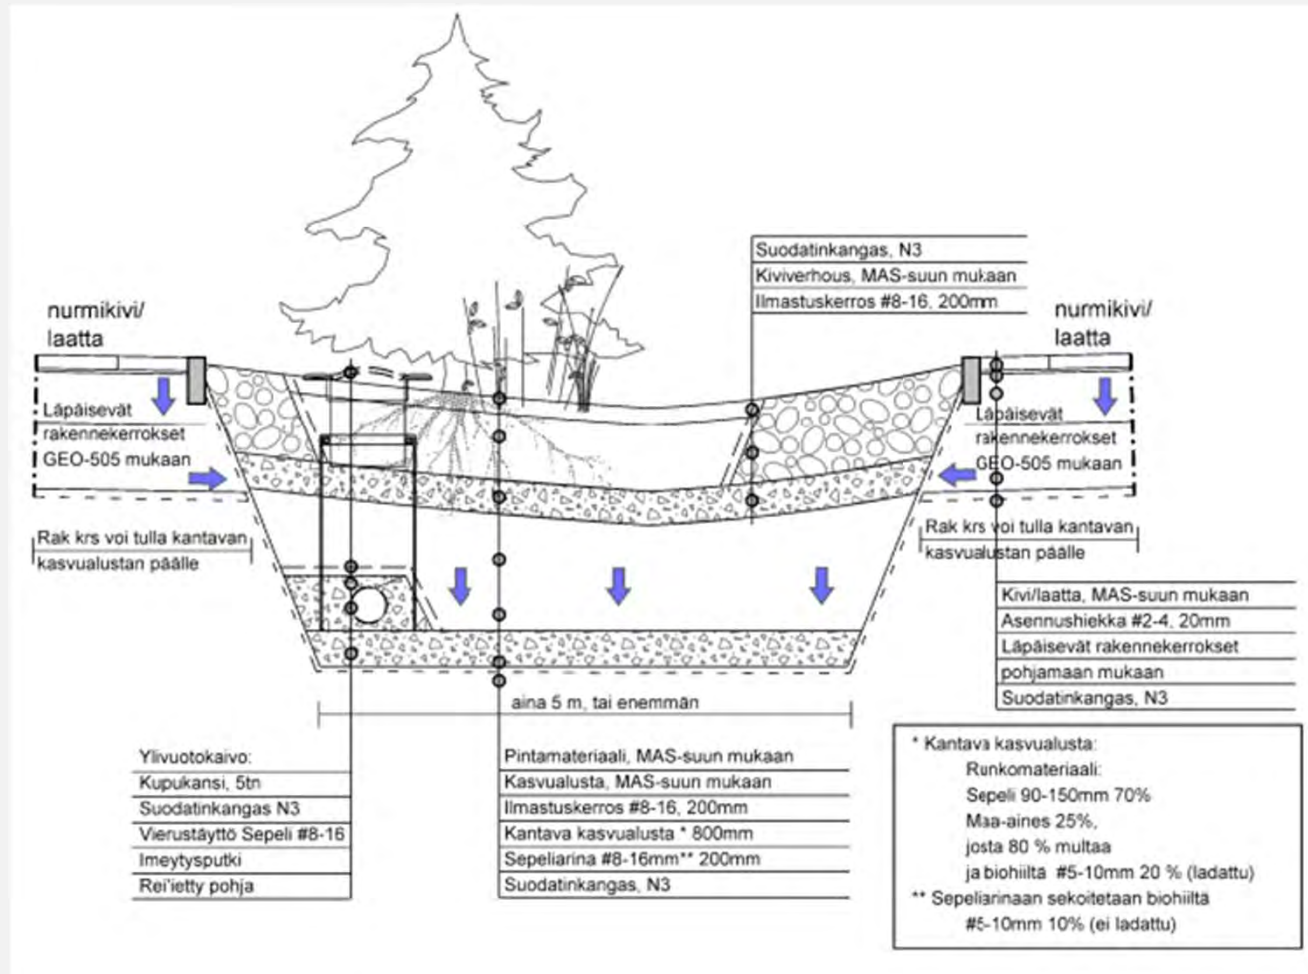 Suodatinkangas, N3
Kiviverhous, MAS-suun mukaan
Ilmastuskerros #8-16, 200mm
nurmikivi/
laatta
nurmikivi/
laatta
Läpäisevät
rakennekerrokset
GEO-505 mukaan
Läpäisevät
rakennekerrokset
GEO-505 mukaan
Rak krs voi tulla kantavan
kasvualustan päälle
Rak krs voi tulla kantavan
kasvualustan päälle
Kivi/laatta, MAS-suun mukaan
Asennushiekka #2-4, 20mm
Läpäisevät rakennekerrokset
pohjamaan mukaan
Suodatinkangas, N3
aina 5 m, tai enemmän
Ylivuotokaivo:
Kupukansi, 5tn
Suodatinkangas N3
Vierustäyttö Sepeli #8-16
Imeytysputki
Rei'ietty pohja
Pintamateriaali, MAS-suun mukaan
Kasvualusta, MAS-suun mukaan
Ilmastuskerros #8-16, 200mm
Kantava kasvualusta * 800mm
Sepeliarina #8-16mm** 200mm
Suodatinkangas, N3
* Kantava kasvualusta:
Runkomateriaali:
Sepeli 90-150mm 70%
Maa-aines 25%,
josta 80 % multaa
ja biohiiltä #5-10mm 20 % (ladattu)
** Sepeliarinaan sekoitetaan biohiiltä
#5-10mm 10% (ei ladattu)